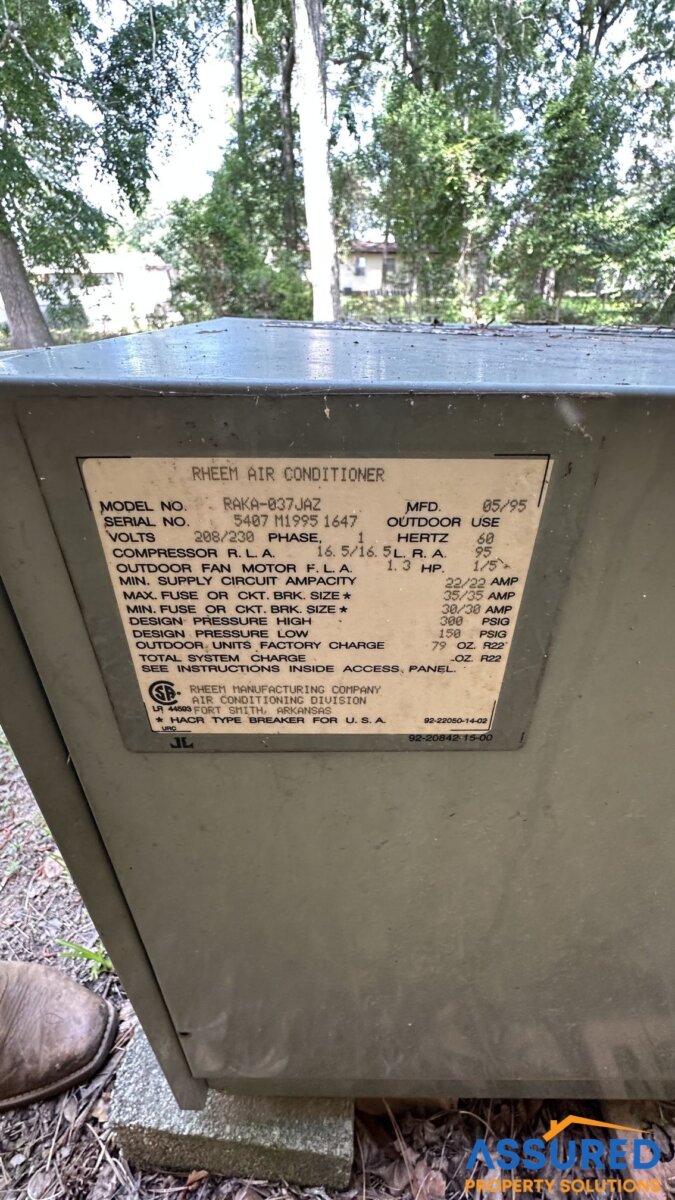 RHEEM AIR CONDITIONER
MODEL NO. RAKA-037JAZ MFD. 05/95
SERIAL NO. 5407 M1995 1647 OUTDOOR USE
VOLTS 208/230 PHASE, 1 HERTZ 60
COMPRESSOR R.L.A. 16.5/16.5 L.R.A. 95
OUTDOOR FAN MOTOR F.L.A. 1.3 HP. 1/5
MIN. SUPPLY CIRCUIT AMPACITY 22/22 AMP
MAX. FUSE OR CKT. BRK. SIZE * 35/35 AMP
MIN. FUSE OR CKT. BRK. SIZE * 30/30 AMP
DESIGN PRESSURE HIGH 300 PSIG
DESIGN PRESSURE LOW 150 PSIG
OUTDOOR UNITS FACTORY CHARGE 79 OZ. R22
TOTAL SYSTEM CHARGE OZ. R22
SEE INSTRUCTIONS INSIDE ACCESS PANEL.
SA RHEEM MANUFACTURING COMPANY
AIR CONDITIONING DIVISION
LR 44593 FORT SMITH, ARKANSAS
* HACR TYPE BREAKER FOR U.S.A. 92-22050-14-02
URC
JL 92-20842-15-00
ASSURED
PROPERTY SOLUTIONS